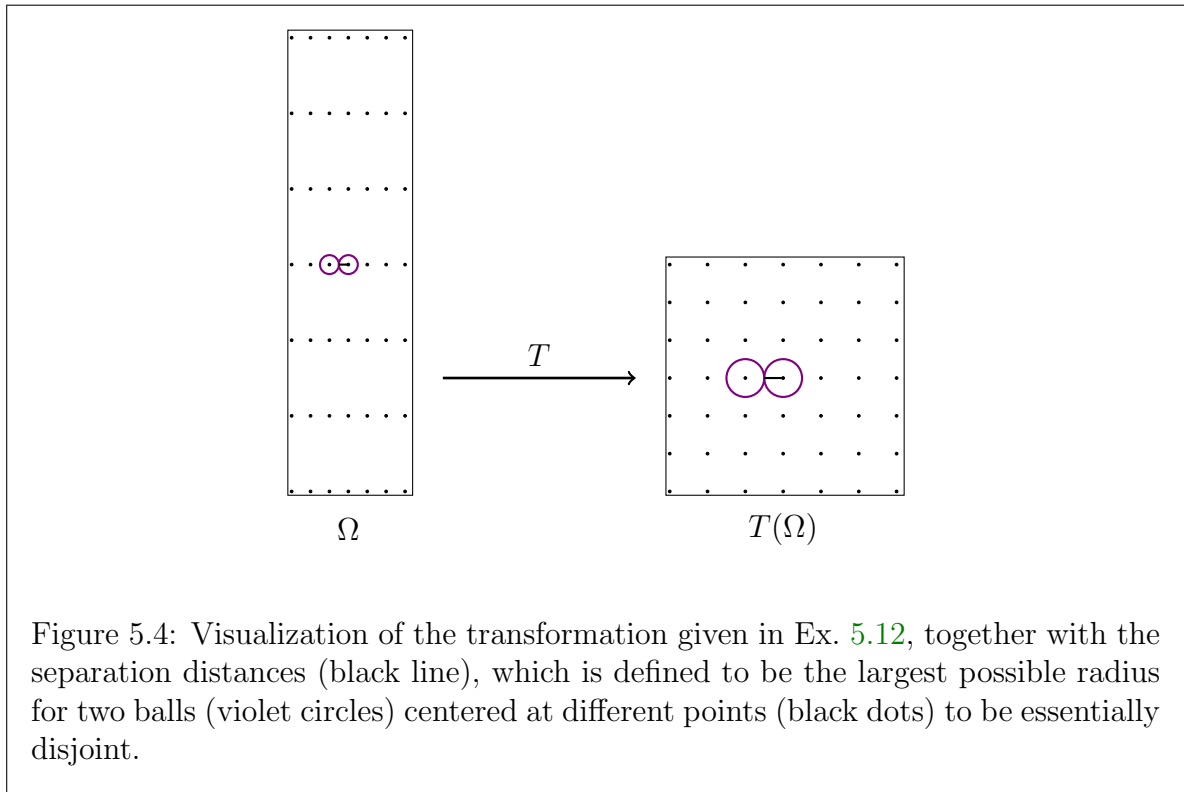 T
Ω
T(Ω)
Figure 5.4: Visualization of the transformation given in Ex. 5.12, together with the
separation distances (black line), which is defined to be the largest possible radius
for two balls (violet circles) centered at different points (black dots) to be essentially
disjoint.